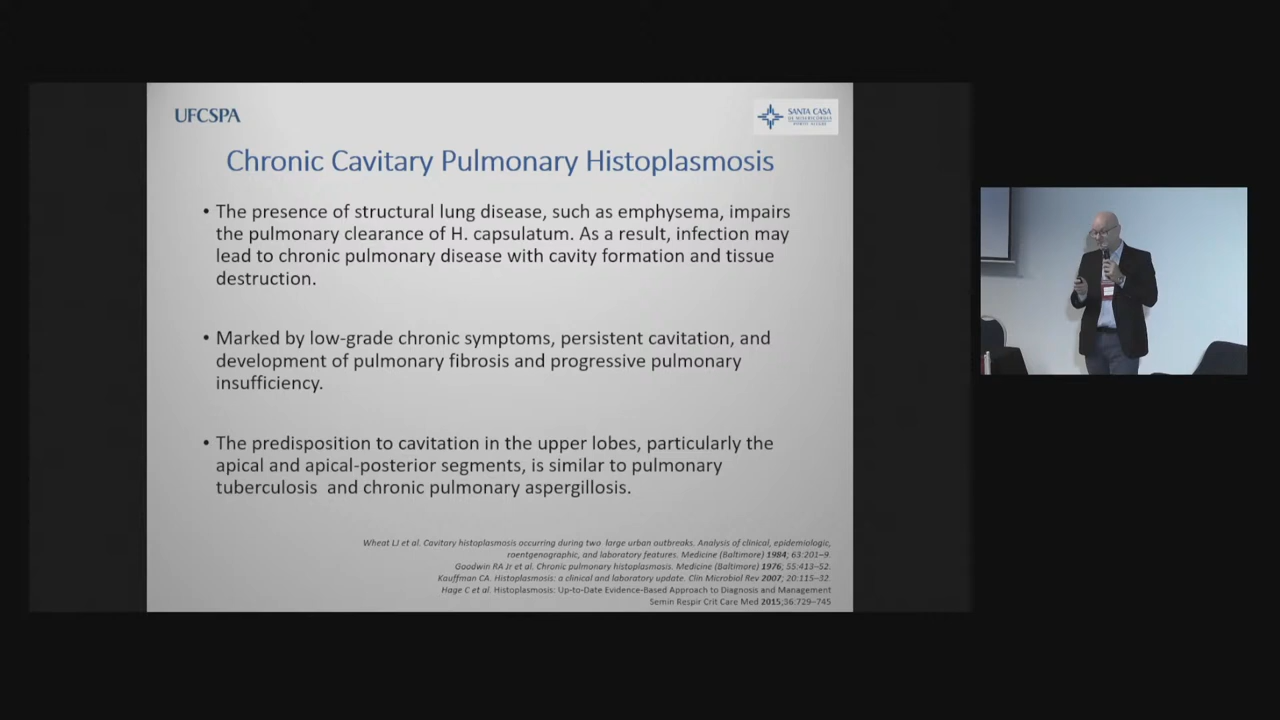 UFCSPA
SANTA CASA
DE MISERICÓRDIA
PORTO ALEGRE
Chronic Cavitary Pulmonary Histoplasmosis
• The presence of structural lung disease, such as emphysema, impairs
the pulmonary clearance of H. capsulatum. As a result, infection may
lead to chronic pulmonary disease with cavity formation and tissue
destruction.
• Marked by low-grade chronic symptoms, persistent cavitation, and
development of pulmonary fibrosis and progressive pulmonary
insufficiency.
• The predisposition to cavitation in the upper lobes, particularly the
apical and apical-posterior segments, is similar to pulmonary
tuberculosis and chronic pulmonary aspergillosis.
Wheat LJ et al. Cavitary histoplasmosis occurring during two large urban outbreaks. Analysis of clinical, epidemiologic,
roentgenographic, and laboratory features. Medicine (Baltimore) 1984; 63:201–9.
Goodwin RA Jr et al. Chronic pulmonary histoplasmosis. Medicine (Baltimore) 1976; 55:413–52.
Kauffman CA. Histoplasmosis: a clinical and laboratory update. Clin Microbiol Rev 2007; 20:115–32.
Hage C et al. Histoplasmosis: Up-to-Date Evidence-Based Approach to Diagnosis and Management
Semin Respir Crit Care Med 2015;36:729–745